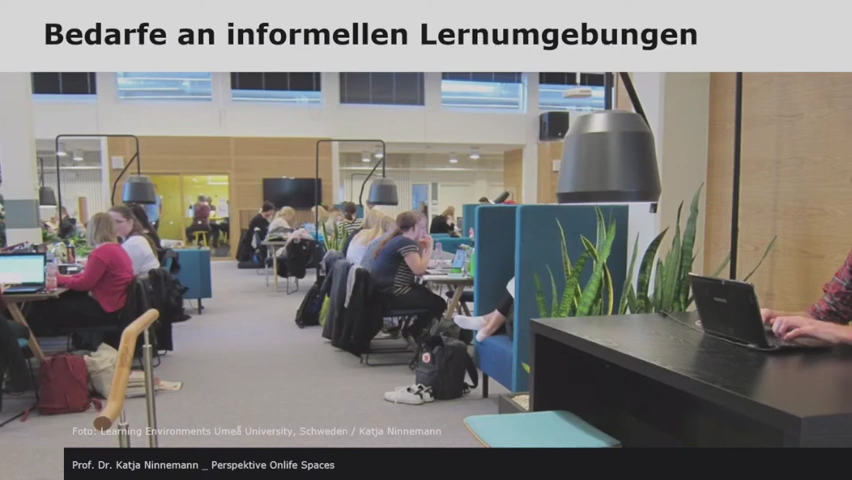 Bedarfe an informellen Lernumgebungen
Foto: Learning Environments Umeå University, Schweden / Katja Ninnemann
Prof. Dr. Katja Ninnemann _ Perspektive Onlife Spaces